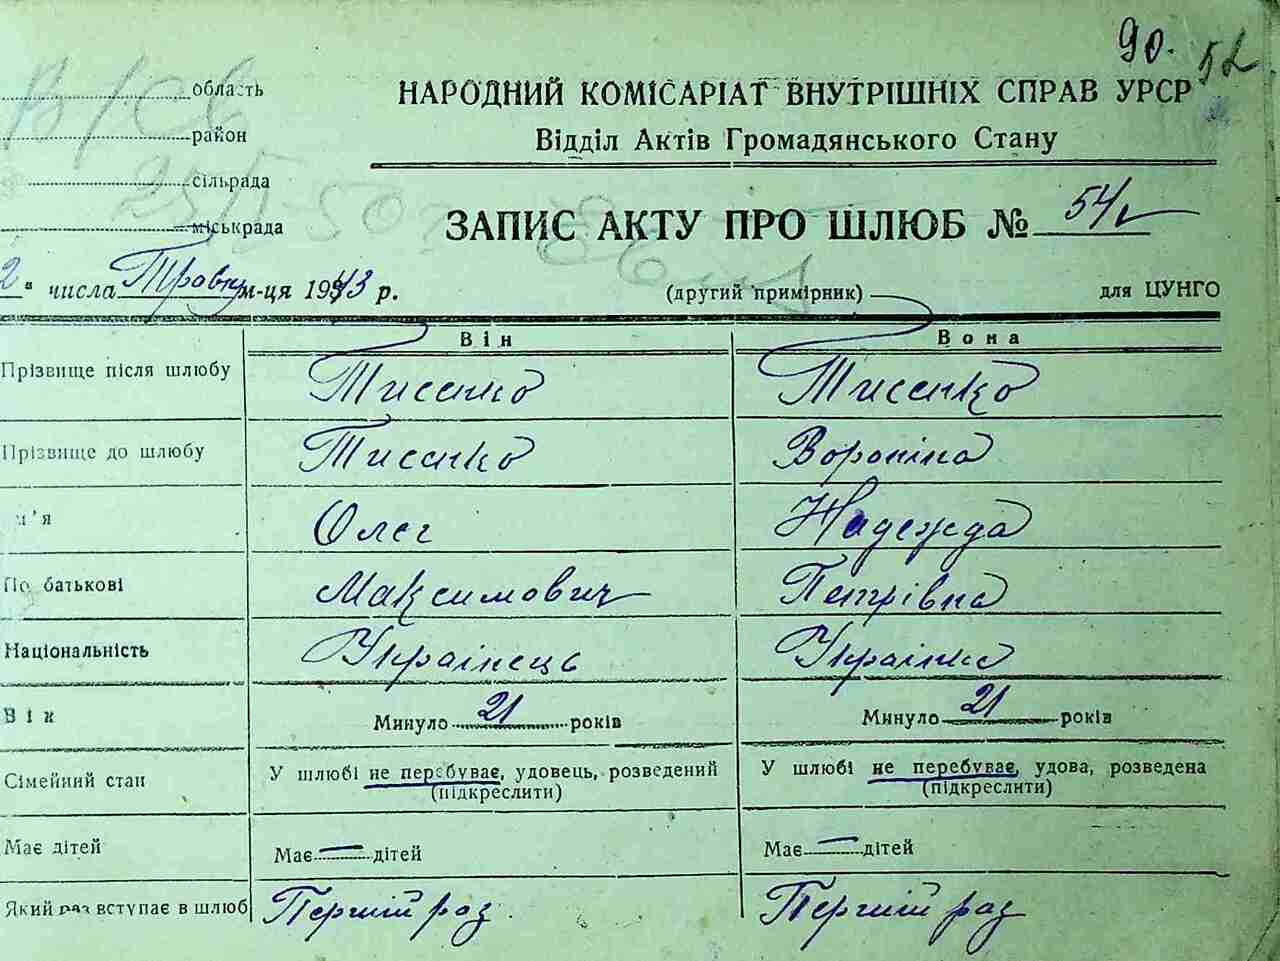 90. 52
область
район
сільрада
міськрада
НАРОДНИЙ КОМІСАРІАТ ВНУТРІШНІХ СПРАВ УРСР
Відділ Актів Громадянського Стану
ЗАПИС АКТУ ПРО ШЛЮБ №
2" числа Травня м-ця 1943 р.
(другий примірник) для ЦУНГО
Він Вона
Прізвище після шлюбу Тисенко Тисенко
Прізвище до шлюбу Тисенко Вороніна
м'я Олег Надежда
По батькові Максимович Петрівна
Національність Українець Українка
Вік Минуло 21 років Минуло 21 років
Сімейний стан У шлюбі не перебуває, удовець, розведений У шлюбі не перебуває, удова, розведена
(підкреслити) (підкреслити)
Має дітей Має — дітей Має — дітей
Який раз вступає в шлюб Перший раз Перший раз